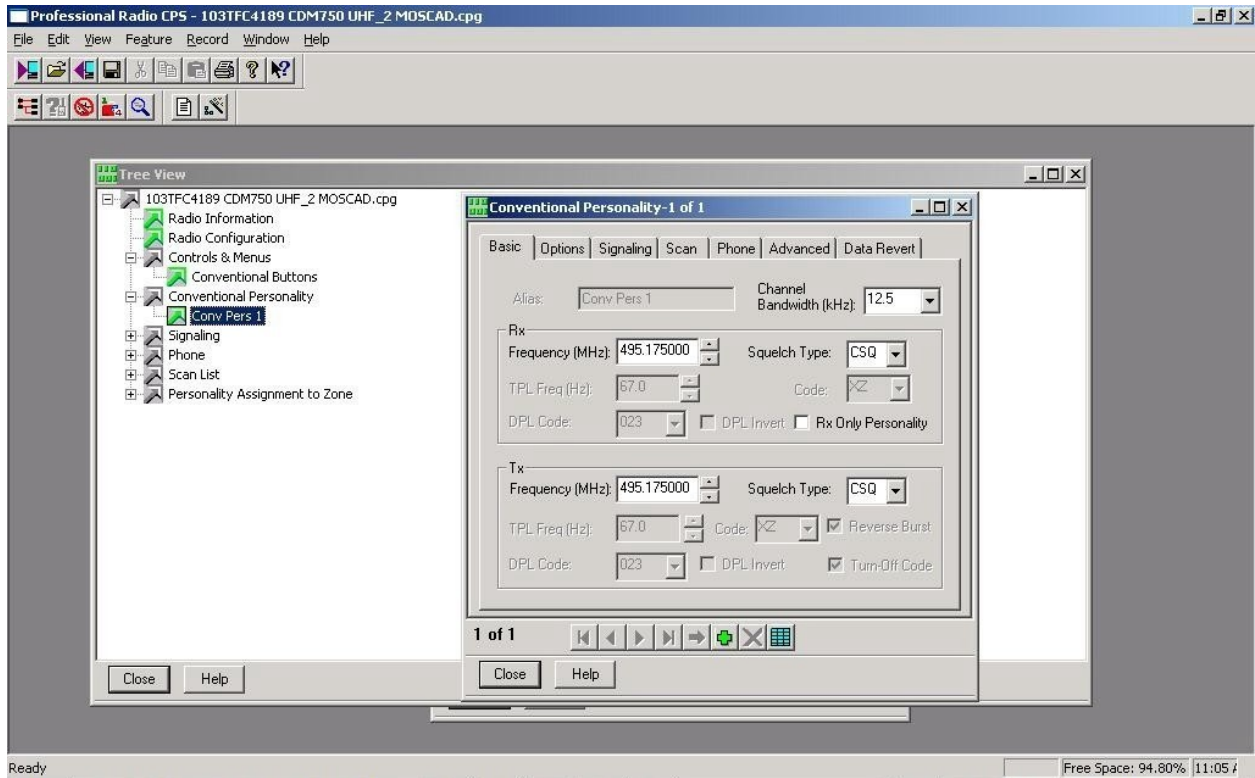 Professional Radio CPS - 103TFC4189 CDM750 UHF_2 MOSCAD.cpg
File Edit View Feature Record Window Help
Tree View
103TFC4189 CDM750 UHF_2 MOSCAD.cpg
Radio Information
Radio Configuration
Controls & Menus
Conventional Buttons
Conventional Personality
Conv Pers 1
Signaling
Phone
Scan List
Personality Assignment to Zone
Close Help
Conventional Personality-1 of 1
Basic Options Signaling Scan Phone Advanced Data Revert
Alias: Conv Pers 1 Channel Bandwidth (kHz): 12.5
Rx
Frequency (MHz): 495.175000 Squelch Type: CSQ
TPL Freq (Hz): 67.0 Code: XZ
DPL Code: 023 DPL Invert Rx Only Personality
Tx
Frequency (MHz): 495.175000 Squelch Type: CSQ
TPL Freq (Hz): 67.0 Code: XZ Reverse Burst
DPL Code: 023 DPL Invert Turn-Off Code
1 of 1
Close Help
Ready Free Space: 94.80% 11:05